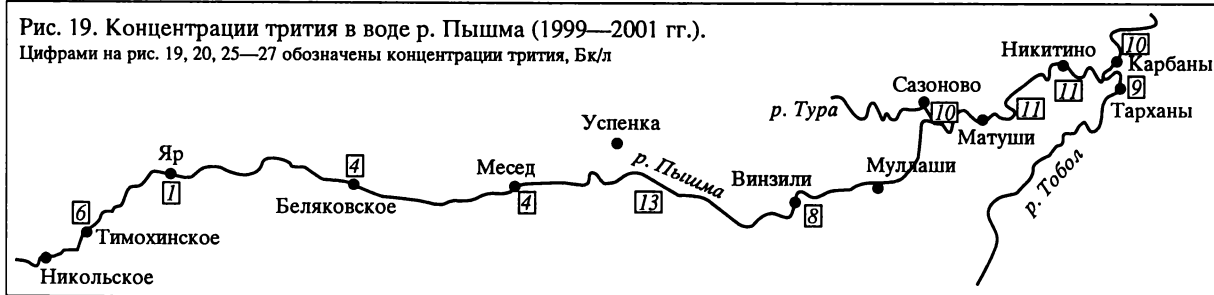 Рис. 19. Концентрации трития в воде р. Пышма (1999—2001 гг.).
Цифрами на рис. 19, 20, 25—27 обозначены концентрации трития, Бк/л
Никитино
10
Карбаны
Сазоново
11
9
р. Тура
10
11
Тарханы
Матуши
Успенка
Яр
4
Месед
р. Пышма
Муллаши
Винзили
1
Беляковское
4
13
8
р. Тобол
6
Тимохинское
Никольское